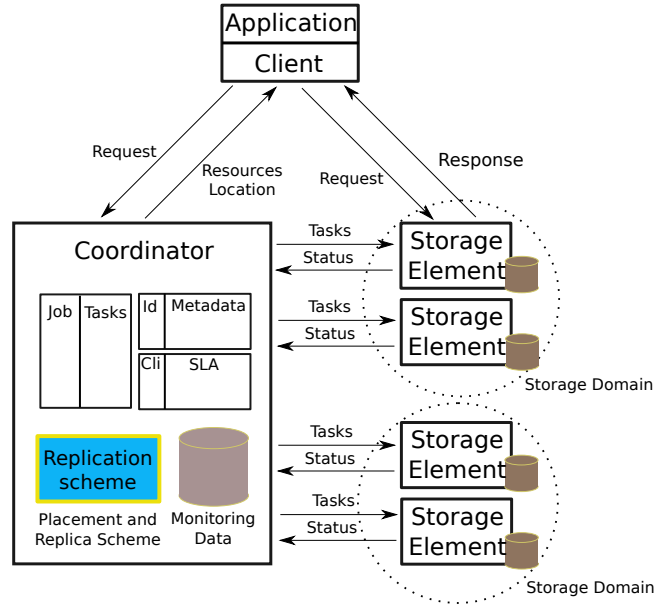 Application
Client
Request
Resources
Location
Request
Response
Coordinator
Job
Tasks
Id
Metadata
Cli
SLA
Replication
scheme
Placement and
Replica Scheme
Monitoring
Data
Tasks
Status
Tasks
Status
Tasks
Status
Tasks
Status
Storage
Element
Storage
Element
Storage Domain
Storage
Element
Storage
Element
Storage Domain